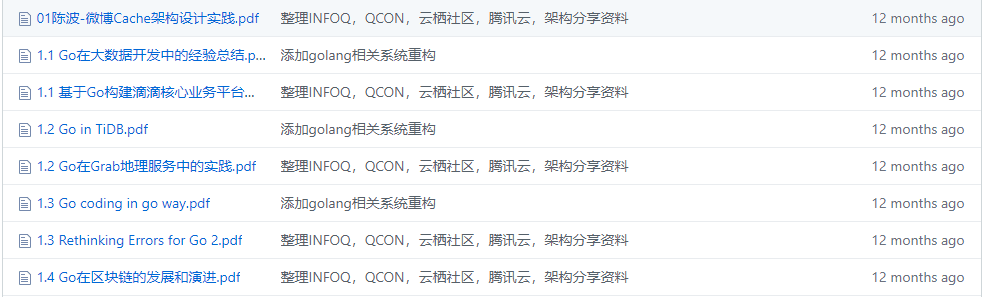 01陈波-微博Cache架构设计实践.pdf 整理INFOQ，QCON，云栖社区，腾讯云，架构分享资料 12 months ago
1.1 Go在大数据开发中的经验总结.p... 添加golang相关系统重构 12 months ago
1.1 基于Go构建滴滴核心业务平台... 整理INFOQ，QCON，云栖社区，腾讯云，架构分享资料 12 months ago
1.2 Go in TiDB.pdf 添加golang相关系统重构 12 months ago
1.2 Go在Grab地理服务中的实践.pdf 整理INFOQ，QCON，云栖社区，腾讯云，架构分享资料 12 months ago
1.3 Go coding in go way.pdf 添加golang相关系统重构 12 months ago
1.3 Rethinking Errors for Go 2.pdf 整理INFOQ，QCON，云栖社区，腾讯云，架构分享资料 12 months ago
1.4 Go在区块链的发展和演进.pdf 整理INFOQ，QCON，云栖社区，腾讯云，架构分享资料 12 months ago